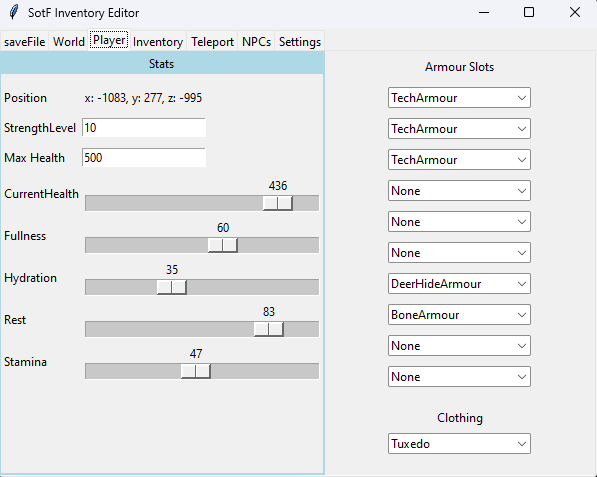 SotF Inventory Editor
saveFile World Player Inventory Teleport NPCs Settings
Stats
Position x: -1083, y: 277, z: -995
StrengthLevel 10
Max Health 500
CurrentHealth 436
Fullness 60
Hydration 35
Rest 83
Stamina 47
Armour Slots
TechArmour
TechArmour
TechArmour
None
None
None
DeerHideArmour
BoneArmour
None
None
Clothing
Tuxedo